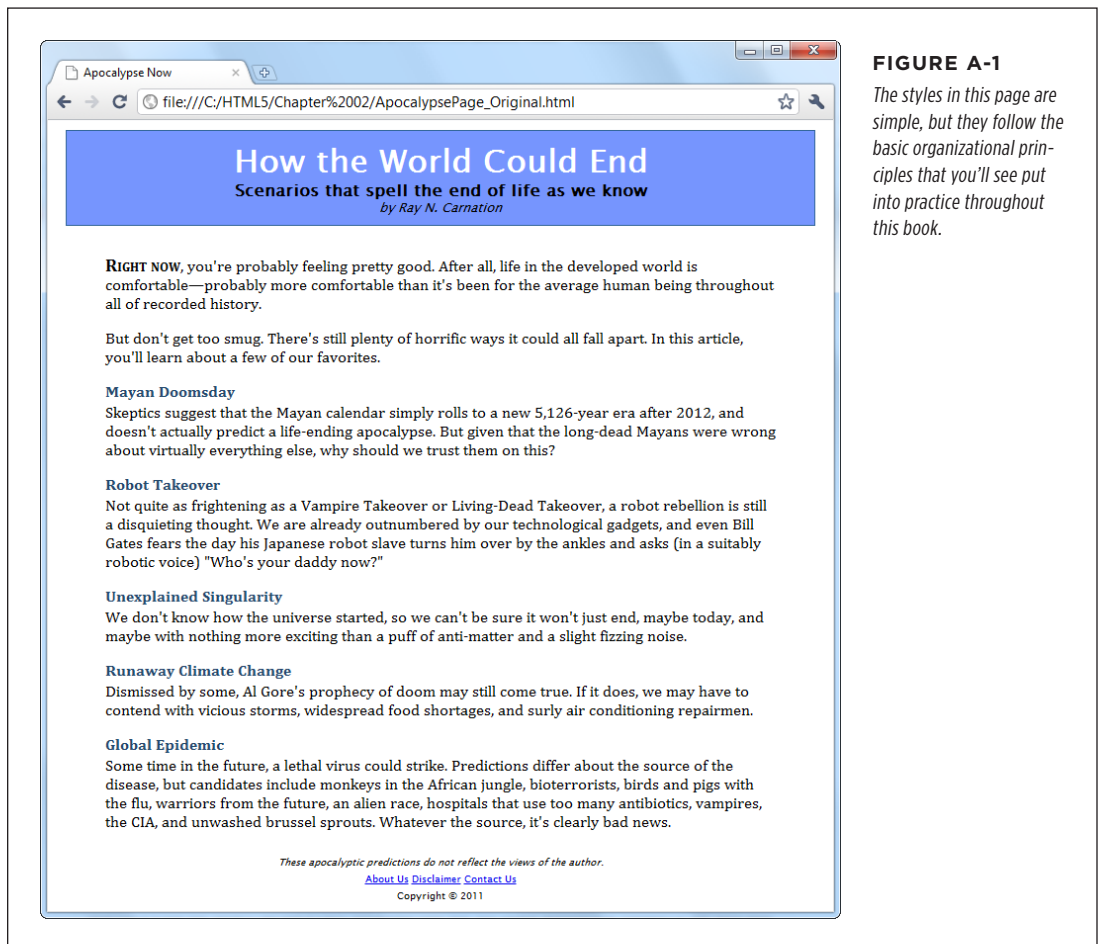 Apocalypse Now
file:///C:/HTML5/Chapter%2002/ApocalypsePage_Original.html
How the World Could End
Scenarios that spell the end of life as we know
by Ray N. Carnation
RIGHT NOW, you're probably feeling pretty good. After all, life in the developed world is
comfortable—probably more comfortable than it's been for the average human being throughout
all of recorded history.
But don't get too smug. There's still plenty of horrific ways it could all fall apart. In this article,
you'll learn about a few of our favorites.
Mayan Doomsday
Skeptics suggest that the Mayan calendar simply rolls to a new 5,126-year era after 2012, and
doesn't actually predict a life-ending apocalypse. But given that the long-dead Mayans were wrong
about virtually everything else, why should we trust them on this?
Robot Takeover
Not quite as frightening as a Vampire Takeover or Living-Dead Takeover, a robot rebellion is still
a disquieting thought. We are already outnumbered by our technological gadgets, and even Bill
Gates fears the day his Japanese robot slave turns him over by the ankles and asks (in a suitably
robotic voice) "Who's your daddy now?"
Unexplained Singularity
We don't know how the universe started, so we can't be sure it won't just end, maybe today, and
maybe with nothing more exciting than a puff of anti-matter and a slight fizzing noise.
Runaway Climate Change
Dismissed by some, Al Gore's prophecy of doom may still come true. If it does, we may have to
contend with vicious storms, widespread food shortages, and surly air conditioning repairmen.
Global Epidemic
Some time in the future, a lethal virus could strike. Predictions differ about the source of the
disease, but candidates include monkeys in the African jungle, bioterrorists, birds and pigs with
the flu, warriors from the future, an alien race, hospitals that use too many antibiotics, vampires,
the CIA, and unwashed brussel sprouts. Whatever the source, it's clearly bad news.
These apocalyptic predictions do not reflect the views of the author.
About Us Disclaimer Contact Us
Copyright © 2011
FIGURE A-1
The styles in this page are
simple, but they follow the
basic organizational prin-
ciples that you'll see put
into practice throughout
this book.